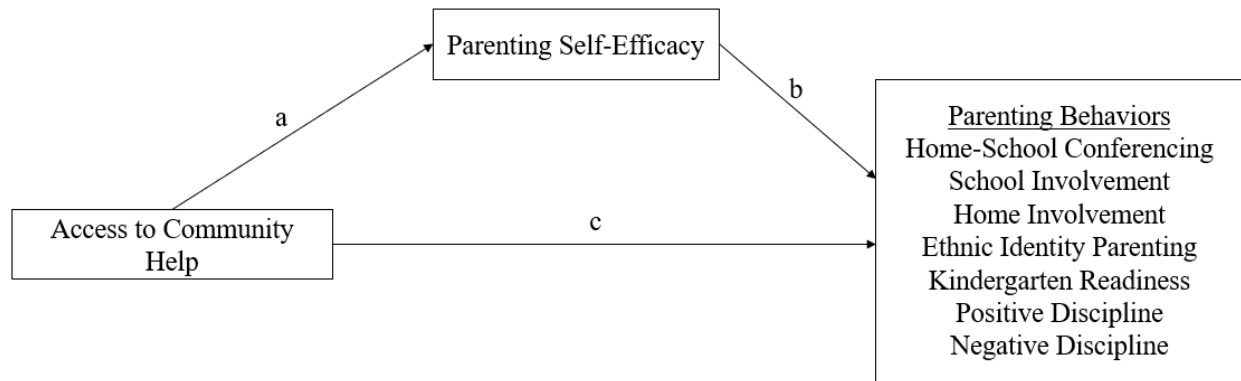 Parenting Self-Efficacy
a
b
Parenting Behaviors
Home-School Conferencing
School Involvement
Home Involvement
Ethnic Identity Parenting
Kindergarten Readiness
Positive Discipline
Negative Discipline
Access to Community
Help
c